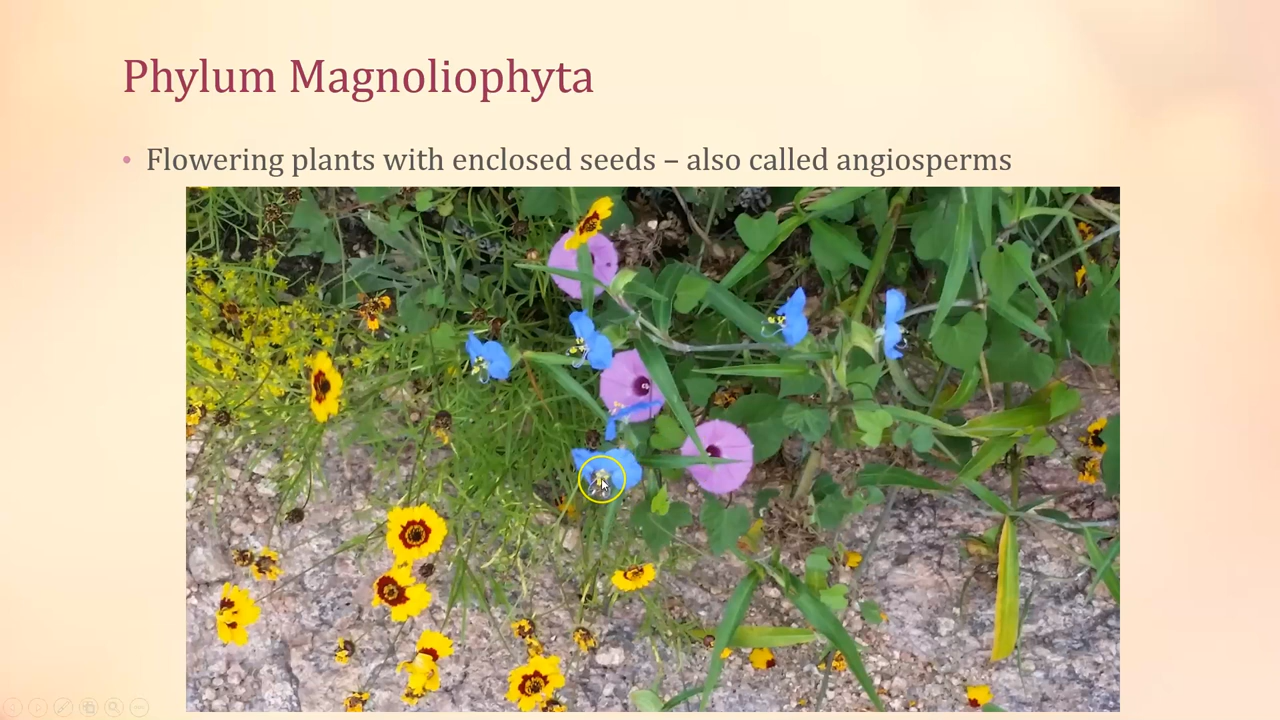 Phylum Magnoliophyta
• Flowering plants with enclosed seeds – also called angiosperms